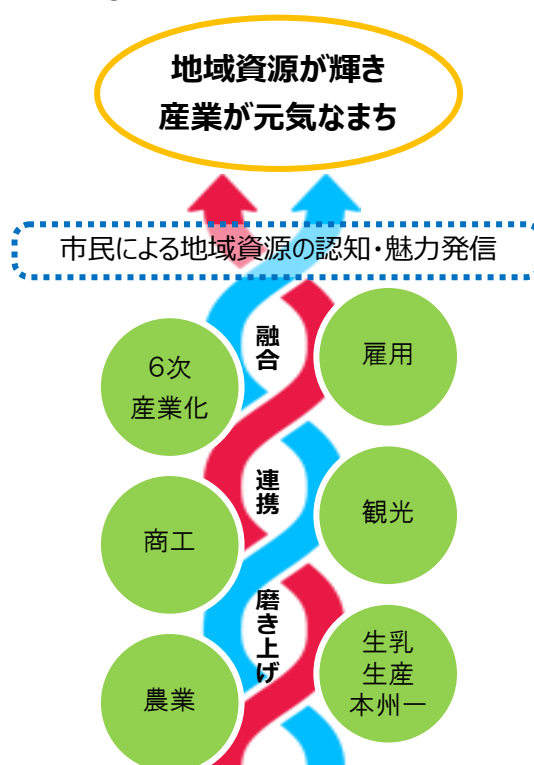 地域資源が輝き
産業が元気なまち
市民による地域資源の認知・魅力発信
融合
6次
産業化
雇用
連携
商工
観光
磨き上げ
農業
生乳
生産
本州一